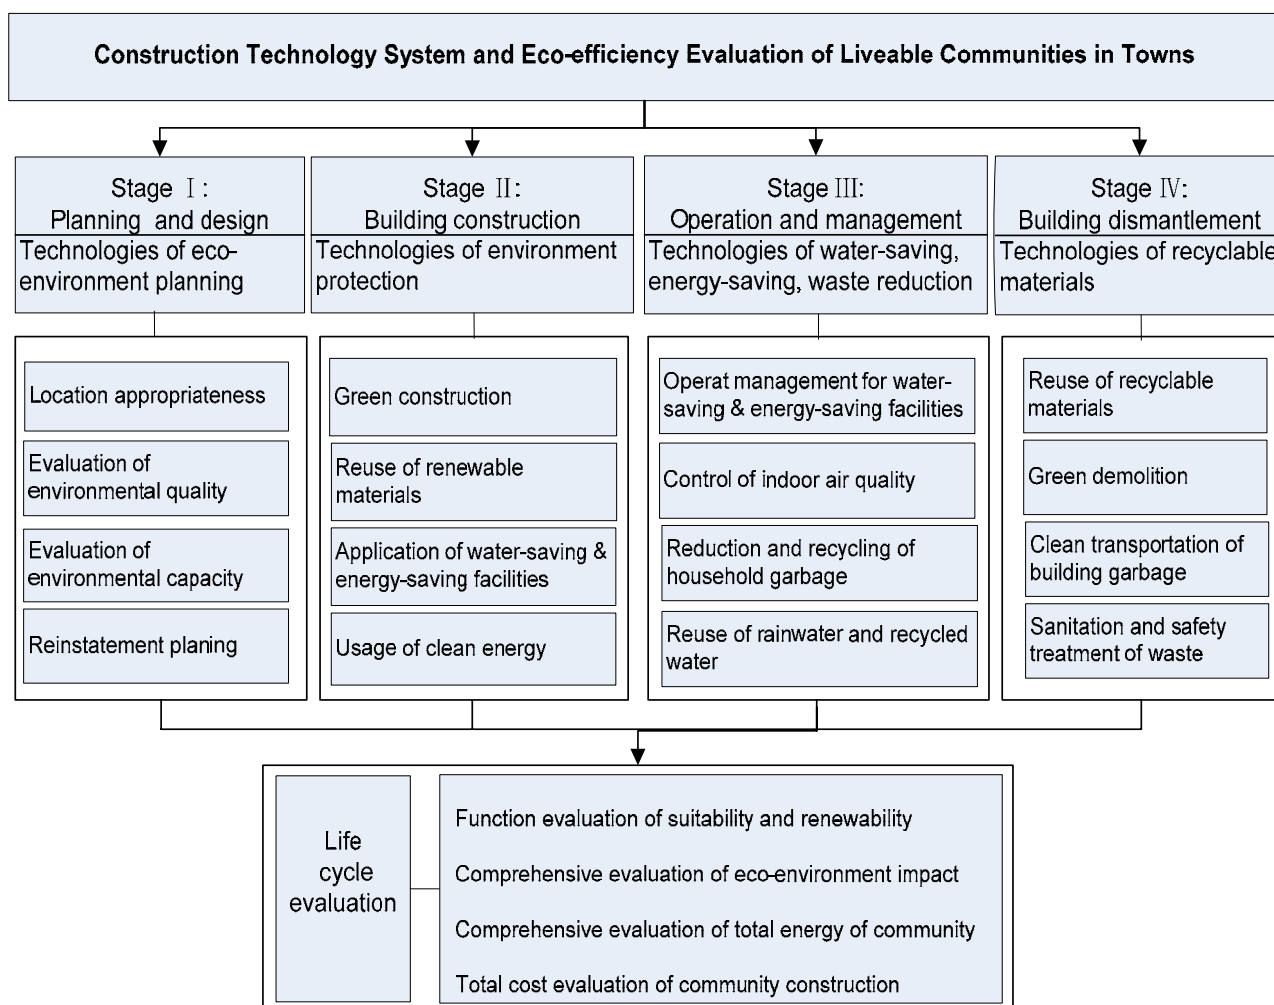 Construction Technology System and Eco-efficiency Evaluation of Liveable Communities in Towns
Stage Ⅰ:
Planning and design
Technologies of eco-
environment planning
Stage Ⅱ:
Building construction
Technologies of environment
protection
Stage Ⅲ:
Operation and management
Technologies of water-saving,
energy-saving, waste reduction
Stage Ⅳ:
Building dismantlement
Technologies of recyclable
materials
Location appropriateness
Evaluation of
environmental quality
Evaluation of
environmental capacity
Reinstatement planing
Green construction
Reuse of renewable
materials
Application of water-saving &
energy-saving facilities
Usage of clean energy
Operat management for water-
saving & energy-saving facilities
Control of indoor air quality
Reduction and recycling of
household garbage
Reuse of rainwater and recycled
water
Reuse of recyclable
materials
Green demolition
Clean transportation of
building garbage
Sanitation and safety
treatment of waste
Life
cycle
evaluation
Function evaluation of suitability and renewability
Comprehensive evaluation of eco-environment impact
Comprehensive evaluation of total energy of community
Total cost evaluation of community construction